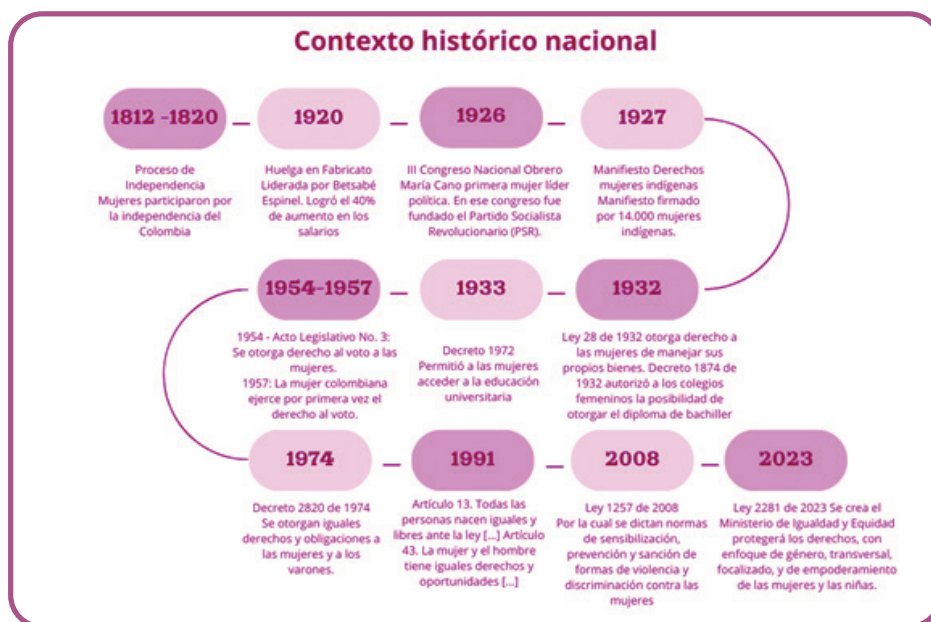 Contexto histórico nacional
1812 -1820
Proceso de
Independencia
Mujeres participaron por
la independencia del
Colombia
1920
Huelga en Fabricato
Liderada por Betsabé
Espinel. Logró el 40%
de aumento en los
salarios
1926
III Congreso Nacional Obrero
María Cano primera mujer líder
política. En ese congreso fue
fundado el Partido Socialista
Revolucionario (PSR).
1927
Manifiesto Derechos
mujeres indígenas
Manifiesto firmado
por 14.000 mujeres
indígenas.
1932
Ley 28 de 1932 otorga derecho a
las mujeres de manejar sus
propios bienes. Decreto 1874 de
de 1932 autorizó a los colegios
femeninos la posibilidad de
otorgar el diploma de bachiller
1933
Decreto 1972
Permitió a las mujeres
acceder a la educación
universitaria
1954-1957
1954 - Acto Legislativo No. 3:
Se otorga derecho al voto a las
mujeres.
1957: La mujer colombiana
ejerce por primera vez el
derecho al voto.
1974
Decreto 2820 de 1974
Se otorgan iguales
derechos y obligaciones a
las mujeres y a los
varones.
1991
Artículo 13. Todas las
personas nacen iguales y
libres ante la ley [...] Artículo
43. La mujer y el hombre
tiene iguales derechos y
oportunidades [...]
2008
Ley 1257 de 2008
Por la cual se dictan normas
de sensibilización,
prevención y sanción de
formas de violencia y
discriminación contra las
mujeres
2023
Ley 2281 de 2023 Se crea el
Ministerio de Igualdad y Equidad
protegerá los derechos, con
enfoque de género, transversal,
focalizado, y de empoderamiento
de las mujeres y las niñas.